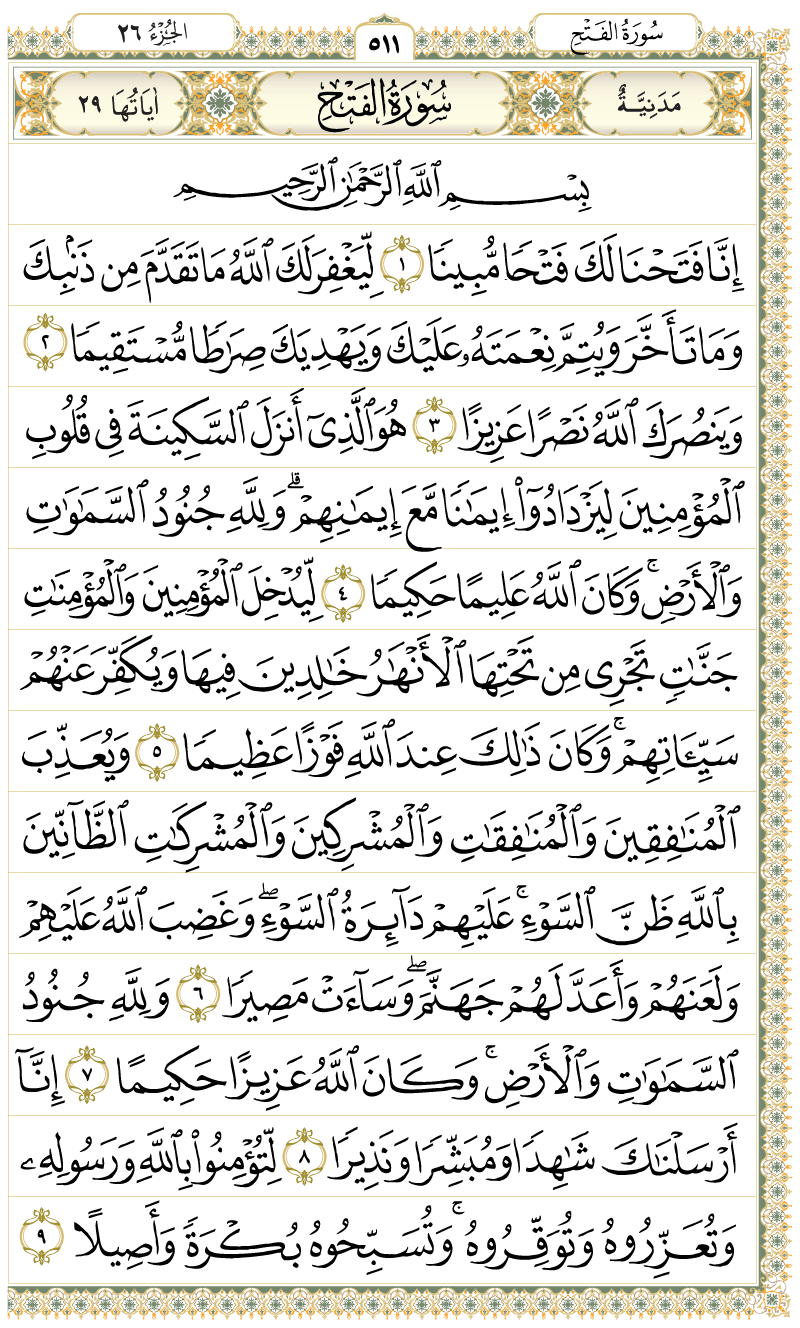 سُورَةُ الفَتْحِ ٥١١ الجُزْءُ ٢٦
مَدَنِيَّةٌ سُورَةُ الفَتْحِ اٰيَاتُهَا ٢٩
بِسْمِ ٱللَّهِ ٱلرَّحْمَٰنِ ٱلرَّحِيمِ
إِنَّا فَتَحْنَا لَكَ فَتْحًا مُّبِينًا ١ لِّيَغْفِرَ لَكَ ٱللَّهُ مَا تَقَدَّمَ مِن ذَنۢبِكَ
وَمَا تَأَخَّرَ وَيُتِمَّ نِعْمَتَهُۥ عَلَيْكَ وَيَهْدِيَكَ صِرَٰطًا مُّسْتَقِيمًا ٢
وَيَنصُرَكَ ٱللَّهُ نَصْرًا عَزِيزًا ٣ هُوَ ٱلَّذِىٓ أَنزَلَ ٱلسَّكِينَةَ فِى قُلُوبِ
ٱلْمُؤْمِنِينَ لِيَزْدَادُوٓا۟ إِيمَٰنًا مَّعَ إِيمَٰنِهِمْ ۗ وَلِلَّهِ جُنُودُ ٱلسَّمَٰوَٰتِ
وَٱلْأَرْضِ ۚ وَكَانَ ٱللَّهُ عَلِيمًا حَكِيمًا ٤ لِّيُدْخِلَ ٱلْمُؤْمِنِينَ وَٱلْمُؤْمِنَٰتِ
جَنَّٰتٍ تَجْرِى مِن تَحْتِهَا ٱلْأَنْهَٰرُ خَٰلِدِينَ فِيهَا وَيُكَفِّرَ عَنْهُمْ
سَيِّـَٔاتِهِمْ ۚ وَكَانَ ذَٰلِكَ عِندَ ٱللَّهِ فَوْزًا عَظِيمًا ٥ وَيُعَذِّبَ
ٱلْمُنَٰفِقِينَ وَٱلْمُنَٰفِقَٰتِ وَٱلْمُشْرِكِينَ وَٱلْمُشْرِكَٰتِ ٱلظَّآنِّينَ
بِٱللَّهِ ظَنَّ ٱلسَّوْءِ ۚ عَلَيْهِمْ دَآئِرَةُ ٱلسَّوْءِ ۖ وَغَضِبَ ٱللَّهُ عَلَيْهِمْ
وَلَعَنَهُمْ وَأَعَدَّ لَهُمْ جَهَنَّمَ ۖ وَسَآءَتْ مَصِيرًا ٦ وَلِلَّهِ جُنُودُ
ٱلسَّمَٰوَٰتِ وَٱلْأَرْضِ ۚ وَكَانَ ٱللَّهُ عَزِيزًا حَكِيمًا ٧ إِنَّآ
أَرْسَلْنَٰكَ شَٰهِدًا وَمُبَشِّرًا وَنَذِيرًا ٨ لِّتُؤْمِنُوا۟ بِٱللَّهِ وَرَسُولِهِۦ
وَتُعَزِّرُوهُ وَتُوَقِّرُوهُ ۚ وَتُسَبِّحُوهُ بُكْرَةً وَأَصِيلًا ٩